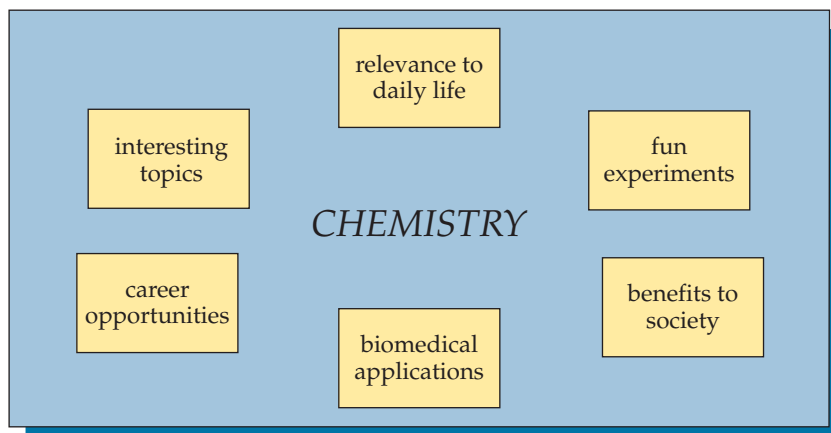 relevance to
daily life
interesting
topics
fun
experiments
CHEMISTRY
career
opportunities
benefits to
society
biomedical
applications